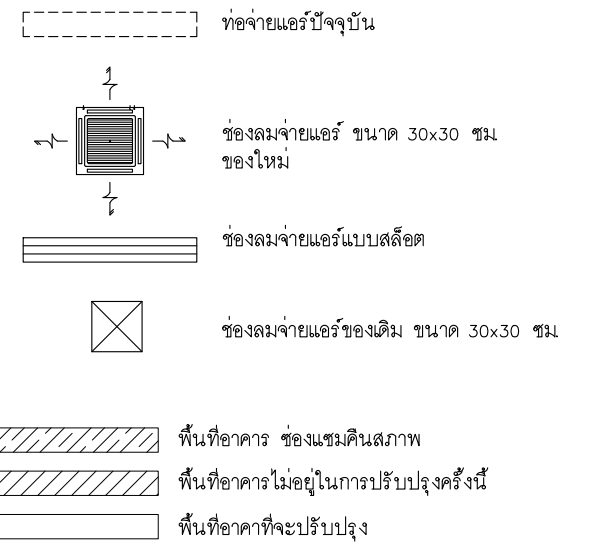 ท่อจ่ายแอร์ปัจจุบัน
ช่องลมจ่ายแอร์ ขนาด 30x30 ซม.
ของใหม่
ช่องลมจ่ายแอร์แบบสล็อต
ช่องลมจ่ายแอร์ของเดิม ขนาด 30x30 ซม.
พื้นที่อาคาร ซ่องแซมคืนสภาพ
พื้นที่อาคารไม่อยู่ในการปรับปรุงครั้งนี้
พื้นที่อาคาที่จะปรับปรุง